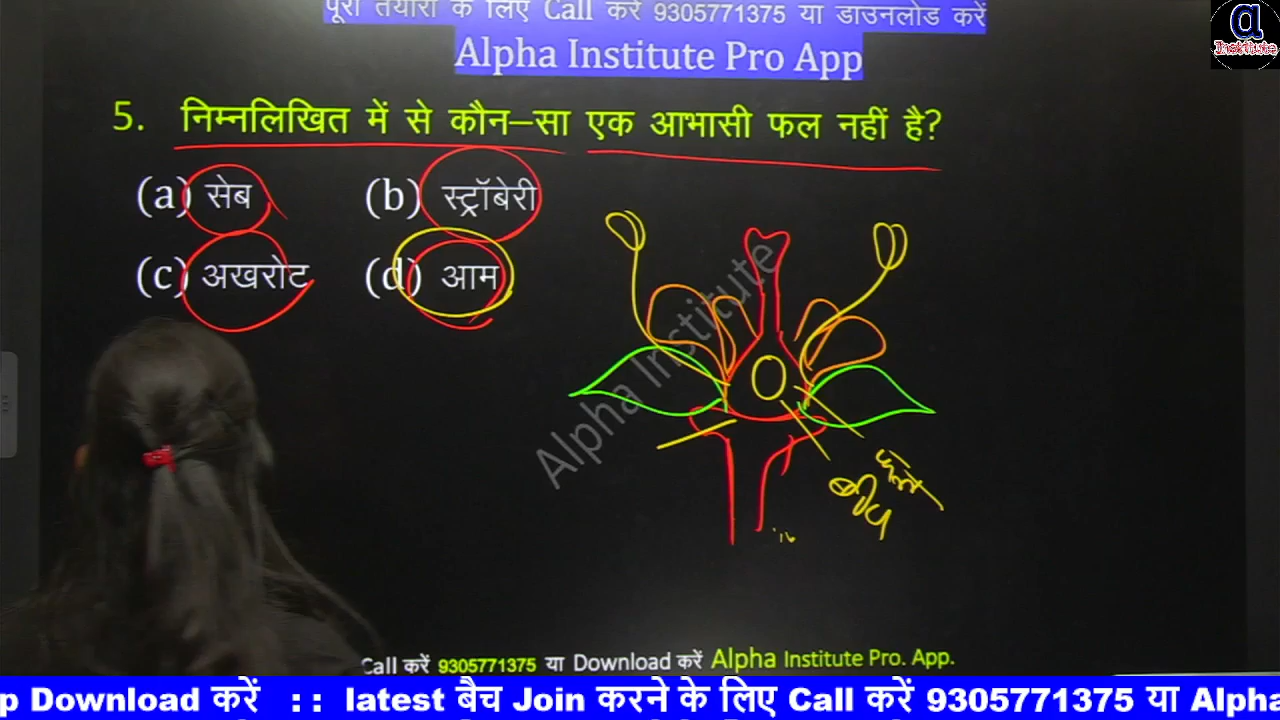 पूरी तैयारी के लिए Call करें 9305771375 या डाउनलोड करें
Alpha Institute Pro App
α
Institute
5. निम्नलिखित में से कौन–सा एक आभासी फल नहीं है?
(a) सेब
(b) स्ट्रॉबेरी
(c) अखरोट
(d) आम
Alpha Institute
बीज
Call करें 9305771375 या Download करें Alpha Institute Pro. App.
p Download करें :: latest बैच Join करने के लिए Call करें 9305771375 या Alpha